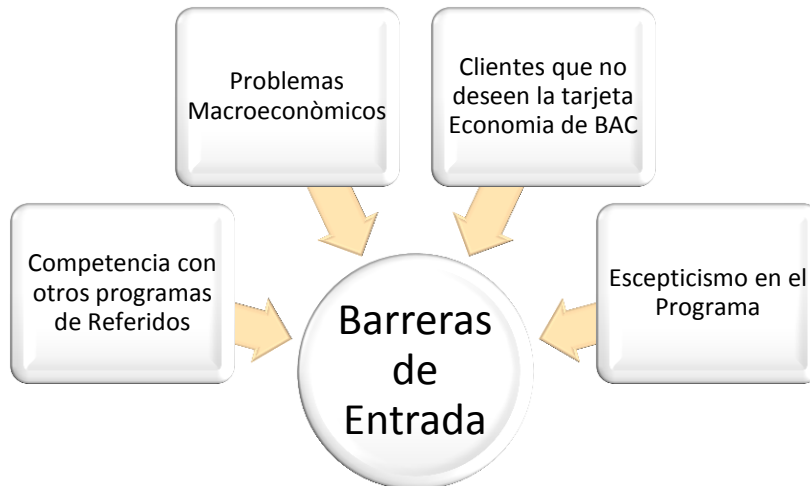 Problemas
Macroeconòmicos
Clientes que no
deseen la tarjeta
Economia de BAC
Competencia con
otros programas
de Referidos
Escepticismo en el
Programa
Barreras
de
Entrada